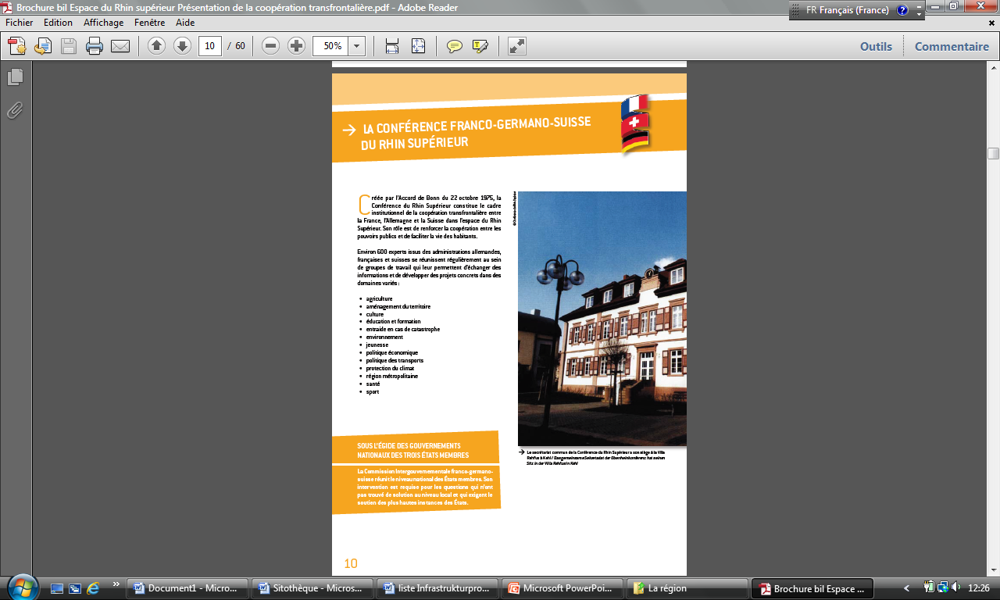 Brochure bil Espace du Rhin supérieur Présentation de la coopération transfrontalière.pdf - Adobe Reader
FR Français (France)
Fichier Edition Affichage Fenêtre Aide
10 / 60
50%
Outils
Commentaire
LA CONFÉRENCE FRANCO-GERMANO-SUISSE
DU RHIN SUPÉRIEUR
Créée par l'Accord de Bonn du 22 octobre 1975, la
Conférence du Rhin Supérieur constitue le cadre
institutionnel de la coopération transfrontalière entre
la France, l'Allemagne et la Suisse dans l'espace du Rhin
Supérieur. Son rôle est de renforcer la coopération entre les
pouvoirs publics et de faciliter la vie des habitants.
Environ 600 experts issus des administrations allemandes,
françaises et suisses se réunissent régulièrement au sein
de groupes de travail qui leur permettent d'échanger des
informations et de développer des projets concrets dans des
domaines variés :
• agriculture
• aménagement du territoire
• culture
• éducation et formation
• entraide en cas de catastrophe
• environnement
• jeunesse
• politique économique
• politique des transports
• protection du climat
• région métropolitaine
• santé
• sport
Le secrétariat commun de la Conférence du Rhin Supérieur a son siège à la Villa
Rehfus à Kehl / Das gemeinsame Sekretariat der Oberrheinkonferenz hat seinen
Sitz in der Villa Rehfus in Kehl
SOUS L'ÉGIDE DES GOUVERNEMENTS
NATIONAUX DES TROIS ÉTATS MEMBRES
La Commission Intergouvernementale franco-germano-
suisse réunit le niveau national des États membres. Son
intervention est requise pour les questions qui n'ont
pas trouvé de solution au niveau local et qui exigent le
soutien des plus hautes instances des États.
10
Document1 - Micro...
Sitothèque - Micros...
liste Infrastrukturpro...
Microsoft PowerPoi...
La région
Brochure bil Espace ...
12:26